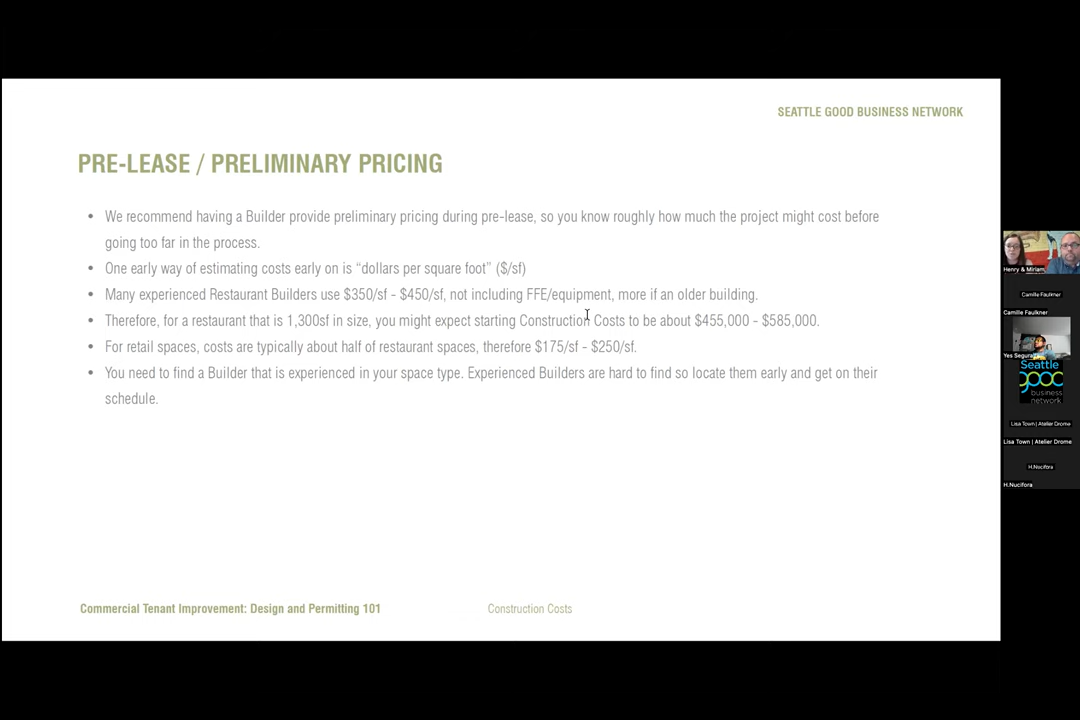 SEATTLE GOOD BUSINESS NETWORK
PRE-LEASE / PRELIMINARY PRICING
• We recommend having a Builder provide preliminary pricing during pre-lease, so you know roughly how much the project might cost before
going too far in the process.
• One early way of estimating costs early on is “dollars per square foot” ($/sf)
• Many experienced Restaurant Builders use $350/sf - $450/sf, not including FFE/equipment, more if an older building.
• Therefore, for a restaurant that is 1,300sf in size, you might expect starting Construction Costs to be about $455,000 - $585,000.
• For retail spaces, costs are typically about half of restaurant spaces, therefore $175/sf - $250/sf.
• You need to find a Builder that is experienced in your space type. Experienced Builders are hard to find so locate them early and get on their
schedule.
Commercial Tenant Improvement: Design and Permitting 101
Construction Costs
Henry & Miriam
Camille Faulkner
Camille Faulkner
Yes Segura
Seattle
good
business
network
Lisa Town | Atelier Drome
Lisa Town | Atelier Drome
H.Nucifora
H.Nucifora